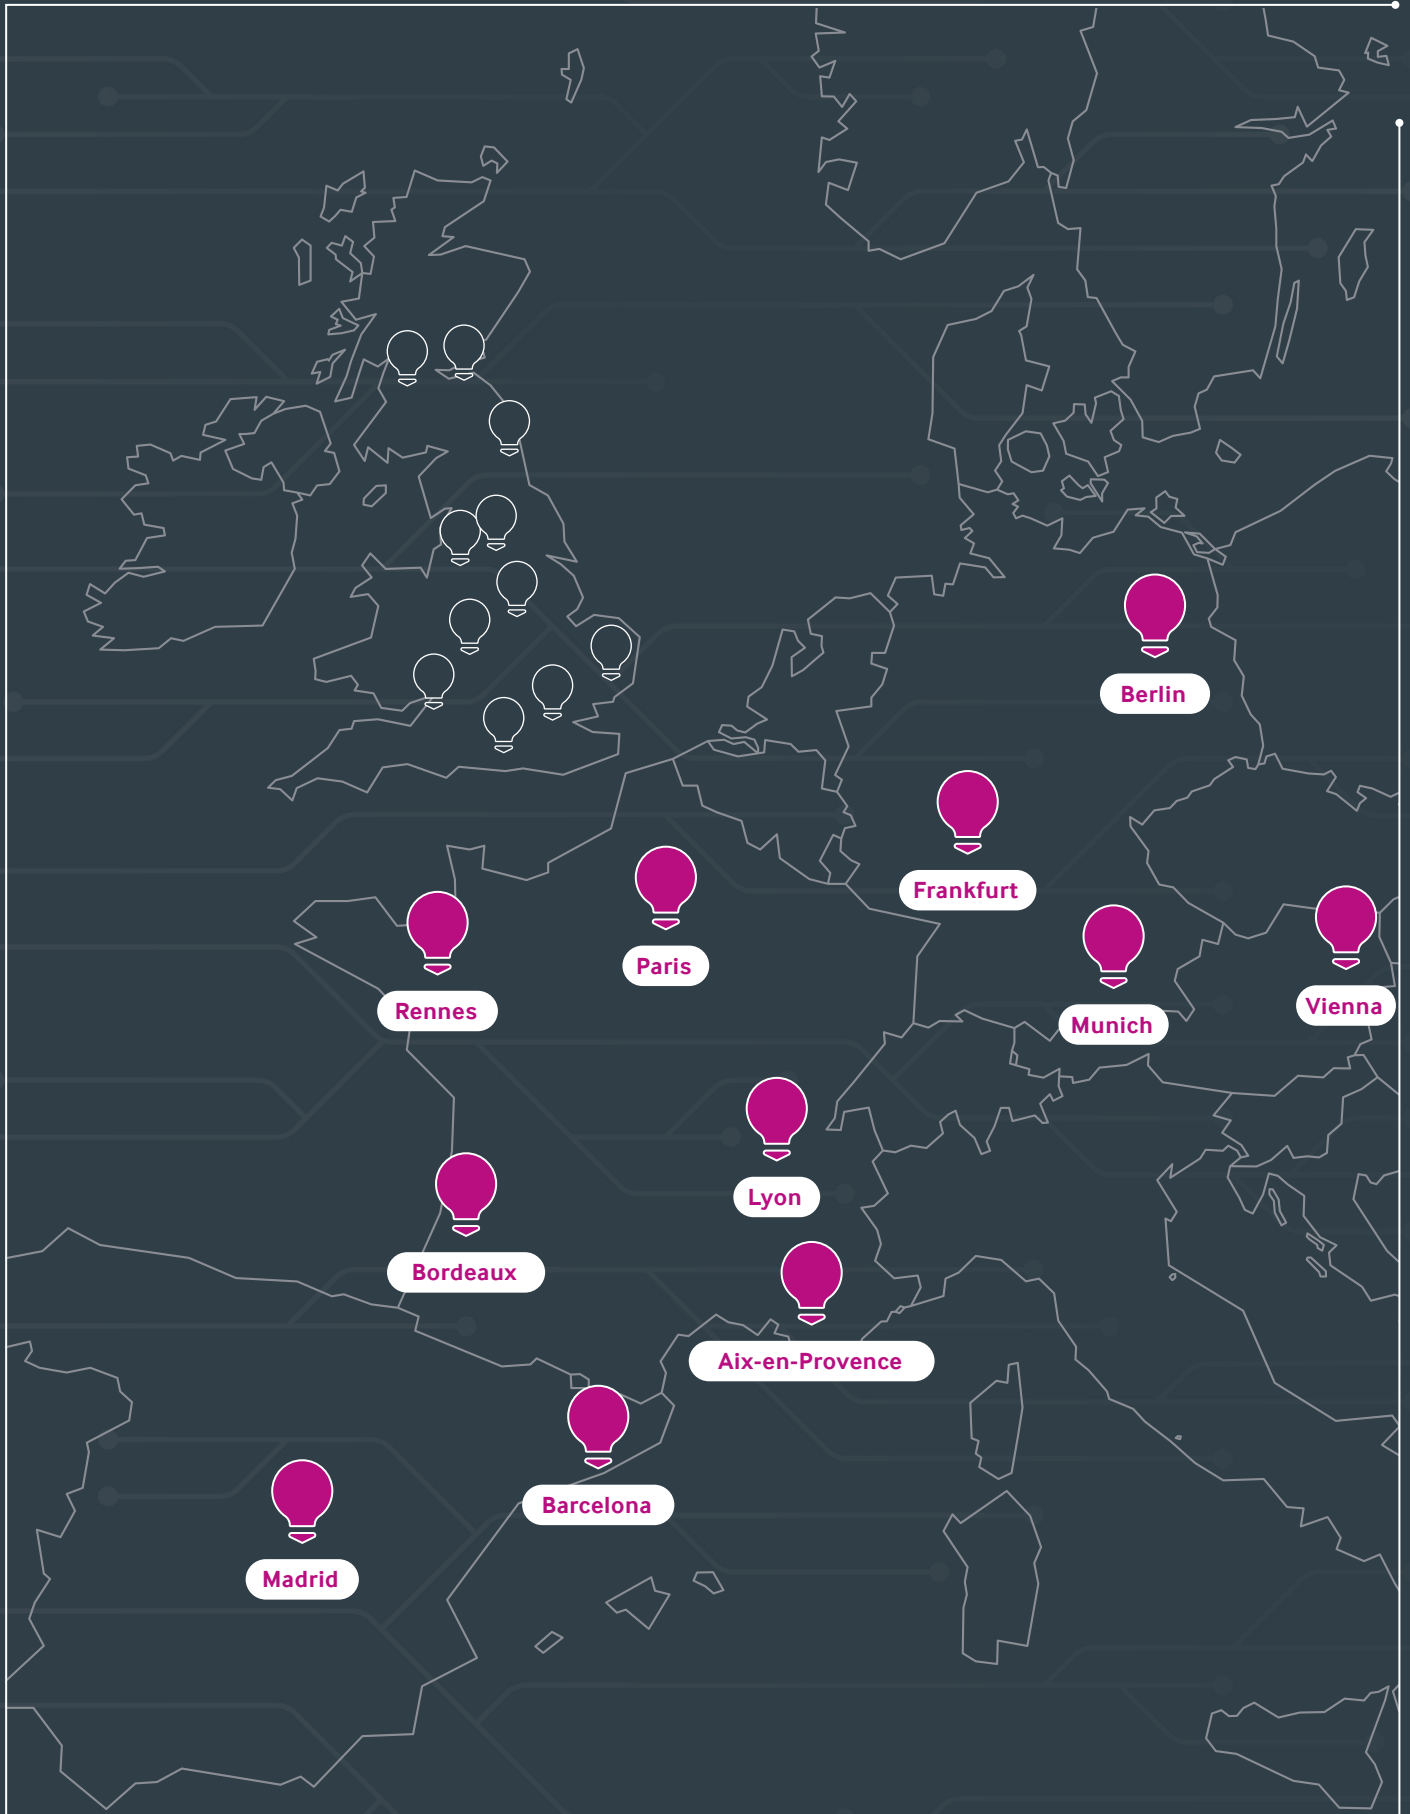 Berlin
Frankfurt
Paris
Rennes
Vienna
Munich
Lyon
Bordeaux
Aix-en-Provence
Barcelona
Madrid